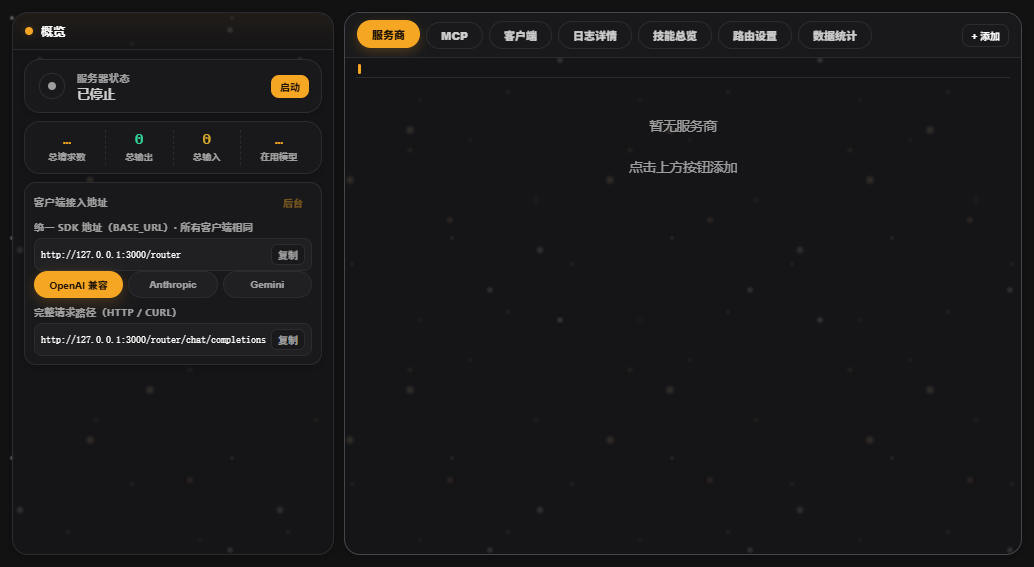 概览
服务器状态
已停止
启动
… 0 0 …
总请求数 总输出 总输入 在用模型
客户端接入地址 后台
统一 SDK 地址（BASE_URL）· 所有客户端相同
http://127.0.0.1:3000/router 复制
OpenAI 兼容 Anthropic Gemini
完整请求路径（HTTP / CURL）
http://127.0.0.1:3000/router/chat/completions 复制
服务商 MCP 客户端 日志详情 技能总览 路由设置 数据统计 + 添加
暂无服务商
点击上方按钮添加